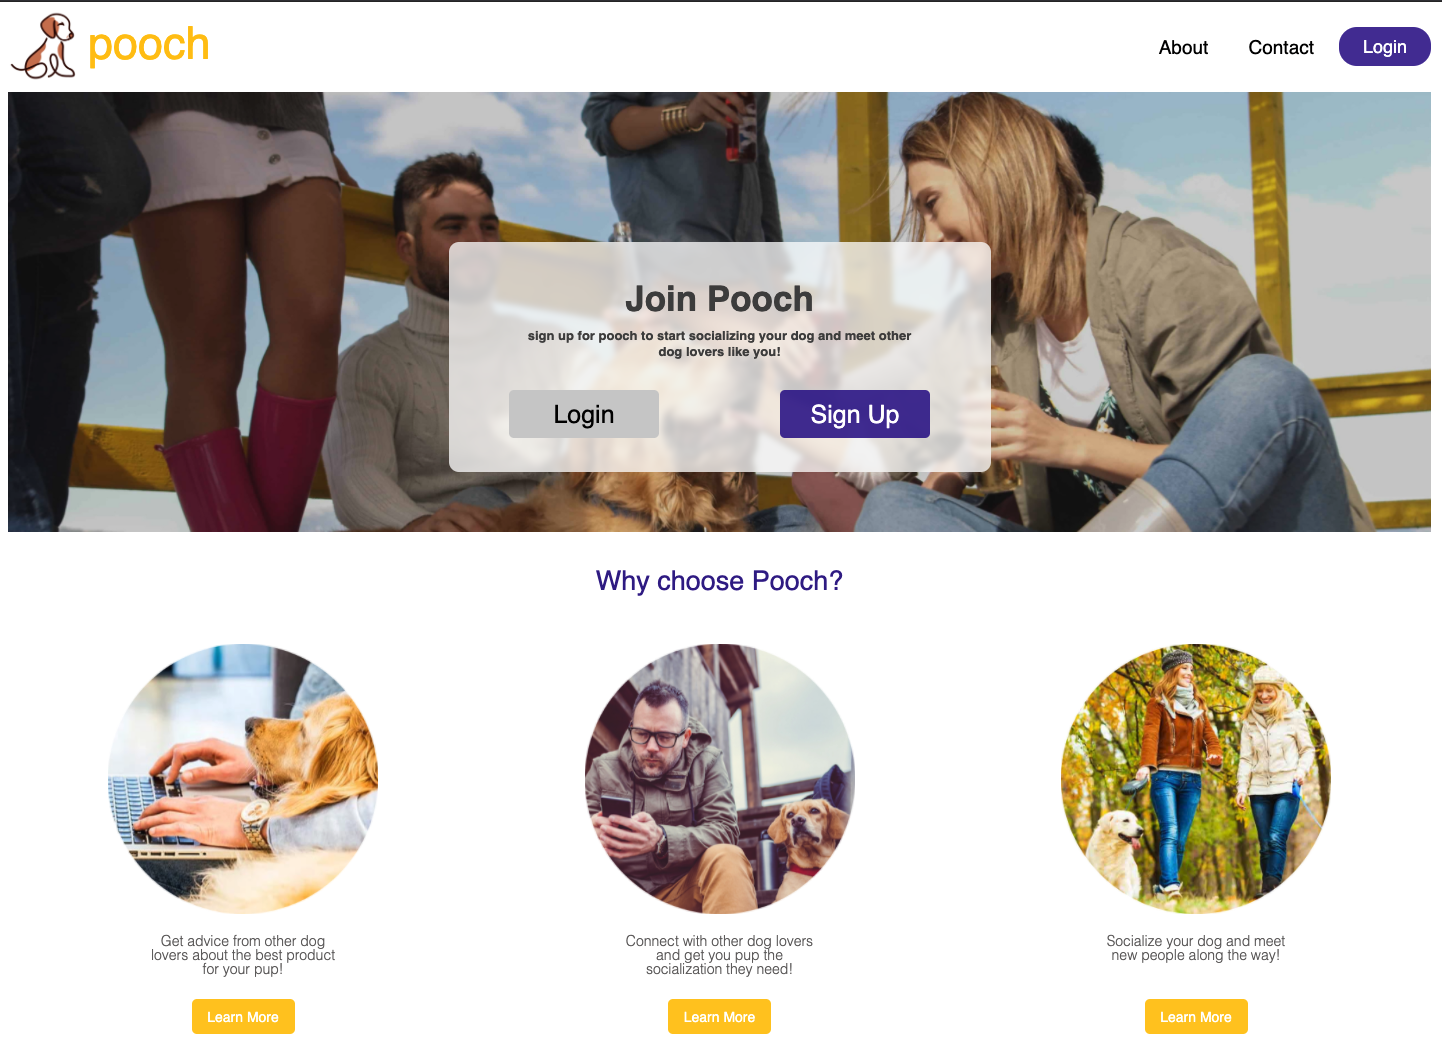 pooch
About
Contact
Login
Join Pooch
sign up for pooch to start socializing your dog and meet other
dog lovers like you!
Login
Sign Up
Why choose Pooch?
Get advice from other dog
lovers about the best product
for your pup!
Learn More
Connect with other dog lovers
and get you pup the
socialization they need!
Learn More
Socialize your dog and meet
new people along the way!
Learn More